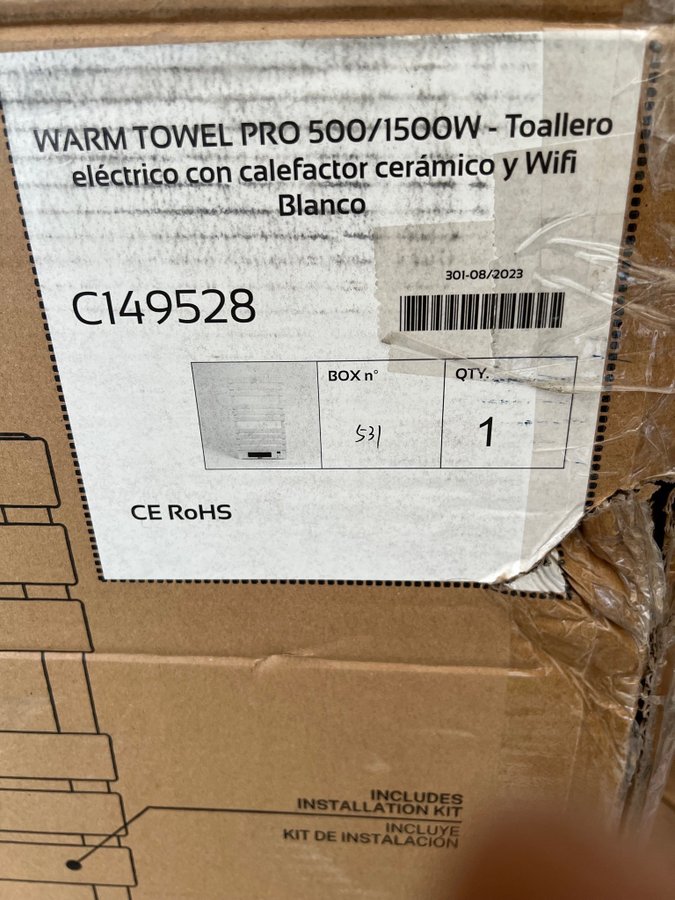 WARM TOWEL PRO 500/1500W - Toallero
eléctrico con calefactor cerámico y Wifi
Blanco
301-08/2023
C149528
BOX n°
QTY.
531
1
CE RoHS
INCLUDES
INSTALLATION KIT
INCLUYE
KIT DE INSTALACIÓN